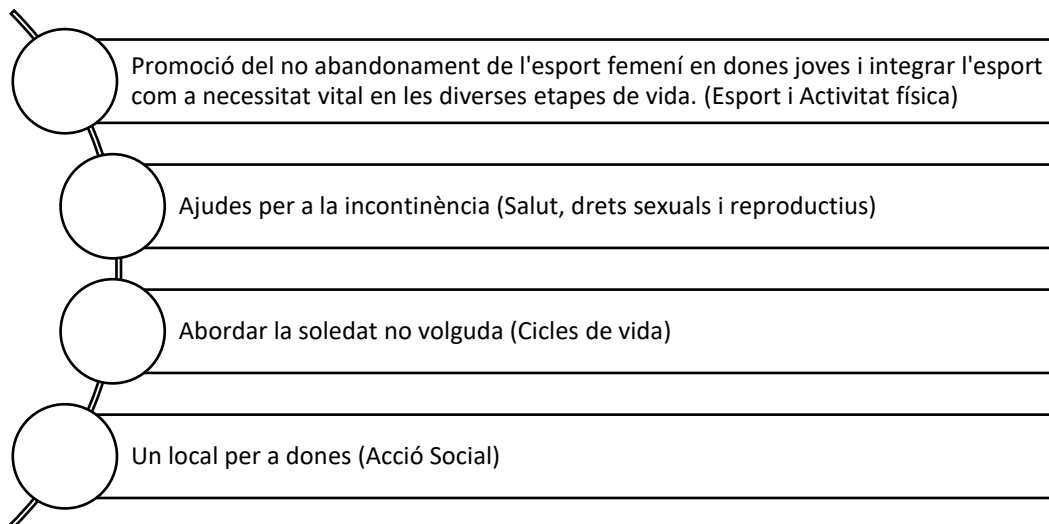 Promoció del no abandonament de l'esport femení en dones joves i integrar l'esport
com a necessitat vital en les diverses etapes de vida. (Esport i Activitat física)
Ajudes per a la incontinència (Salut, drets sexuals i reproductius)
Abordar la soledat no volguda (Cicles de vida)
Un local per a dones (Acció Social)